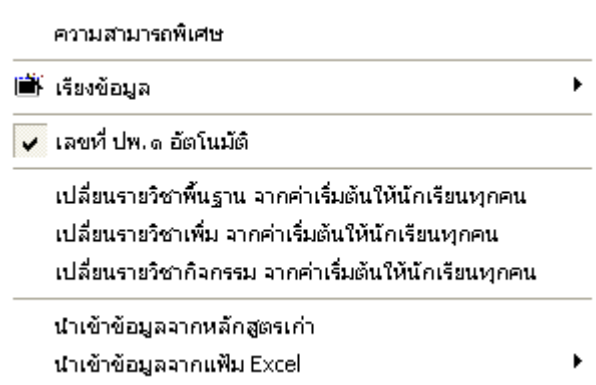 ความสามารถพิเศษ
เรียงข้อมูล
เลขที่ ปพ.๑ อัตโนมัติ
เปลี่ยนรายวิชาพื้นฐาน จากค่าเริ่มต้นให้นักเรียนทุกคน
เปลี่ยนรายวิชาเพิ่ม จากค่าเริ่มต้นให้นักเรียนทุกคน
เปลี่ยนรายวิชากิจกรรม จากค่าเริ่มต้นให้นักเรียนทุกคน
นำเข้าข้อมูลจากหลักสูตรเก่า
นำเข้าข้อมูลจากแฟ้ม Excel